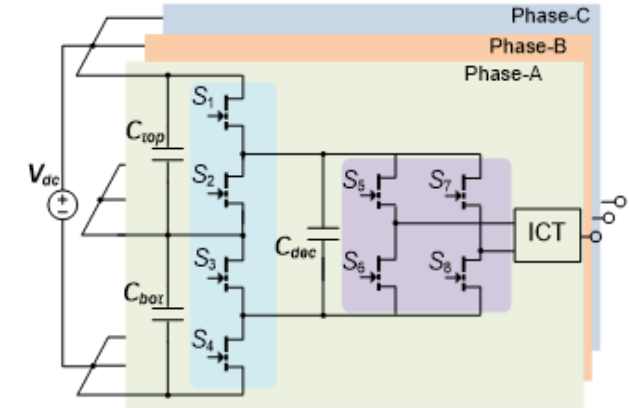 Phase-C
Phase-B
Phase-A
S1
Ctop
S2
S5
S7
Vdc
ICT
Cdec
S3
S6
S8
Cbot
S4